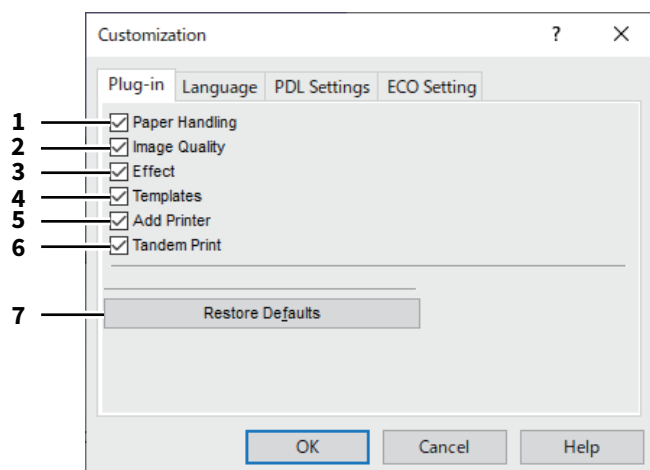 Customization ? ×
Plug-in Language PDL Settings ECO Setting
1 Paper Handling
2 Image Quality
3 Effect
4 Templates
5 Add Printer
6 Tandem Print
7 Restore Defaults
OK Cancel Help